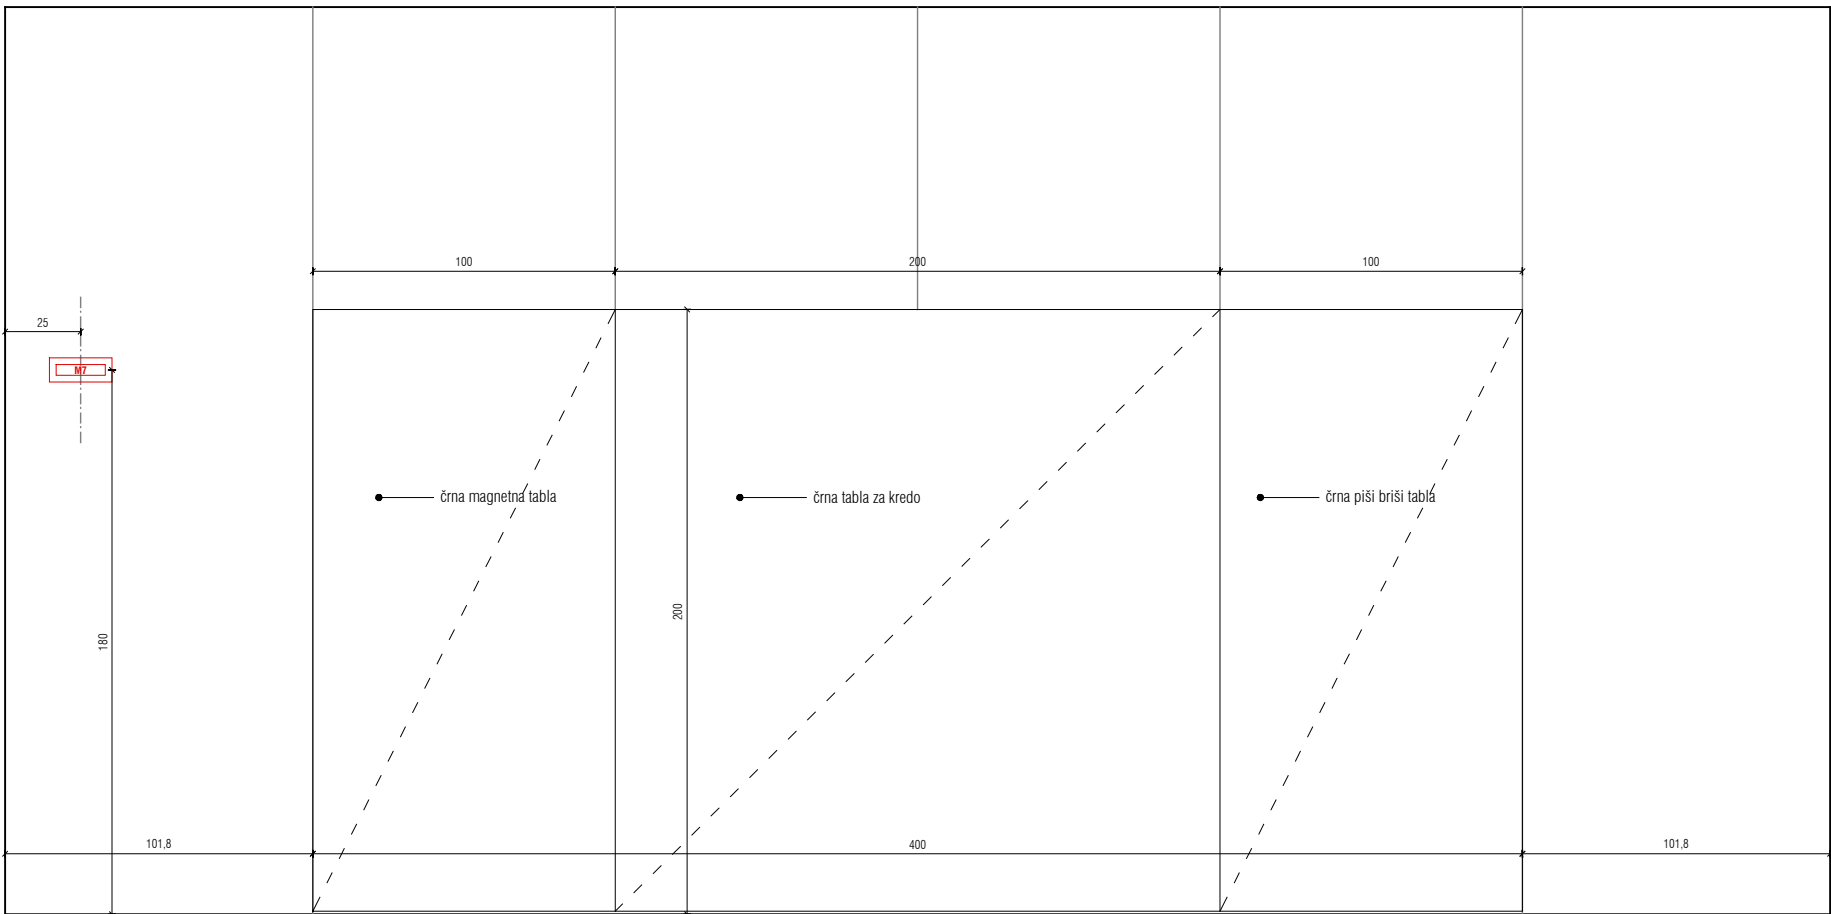 100
200
100
25
M7
črna magnetna tabla
črna tabla za kredo
črna piši briši tabla
200
180
101,8
400
101,8